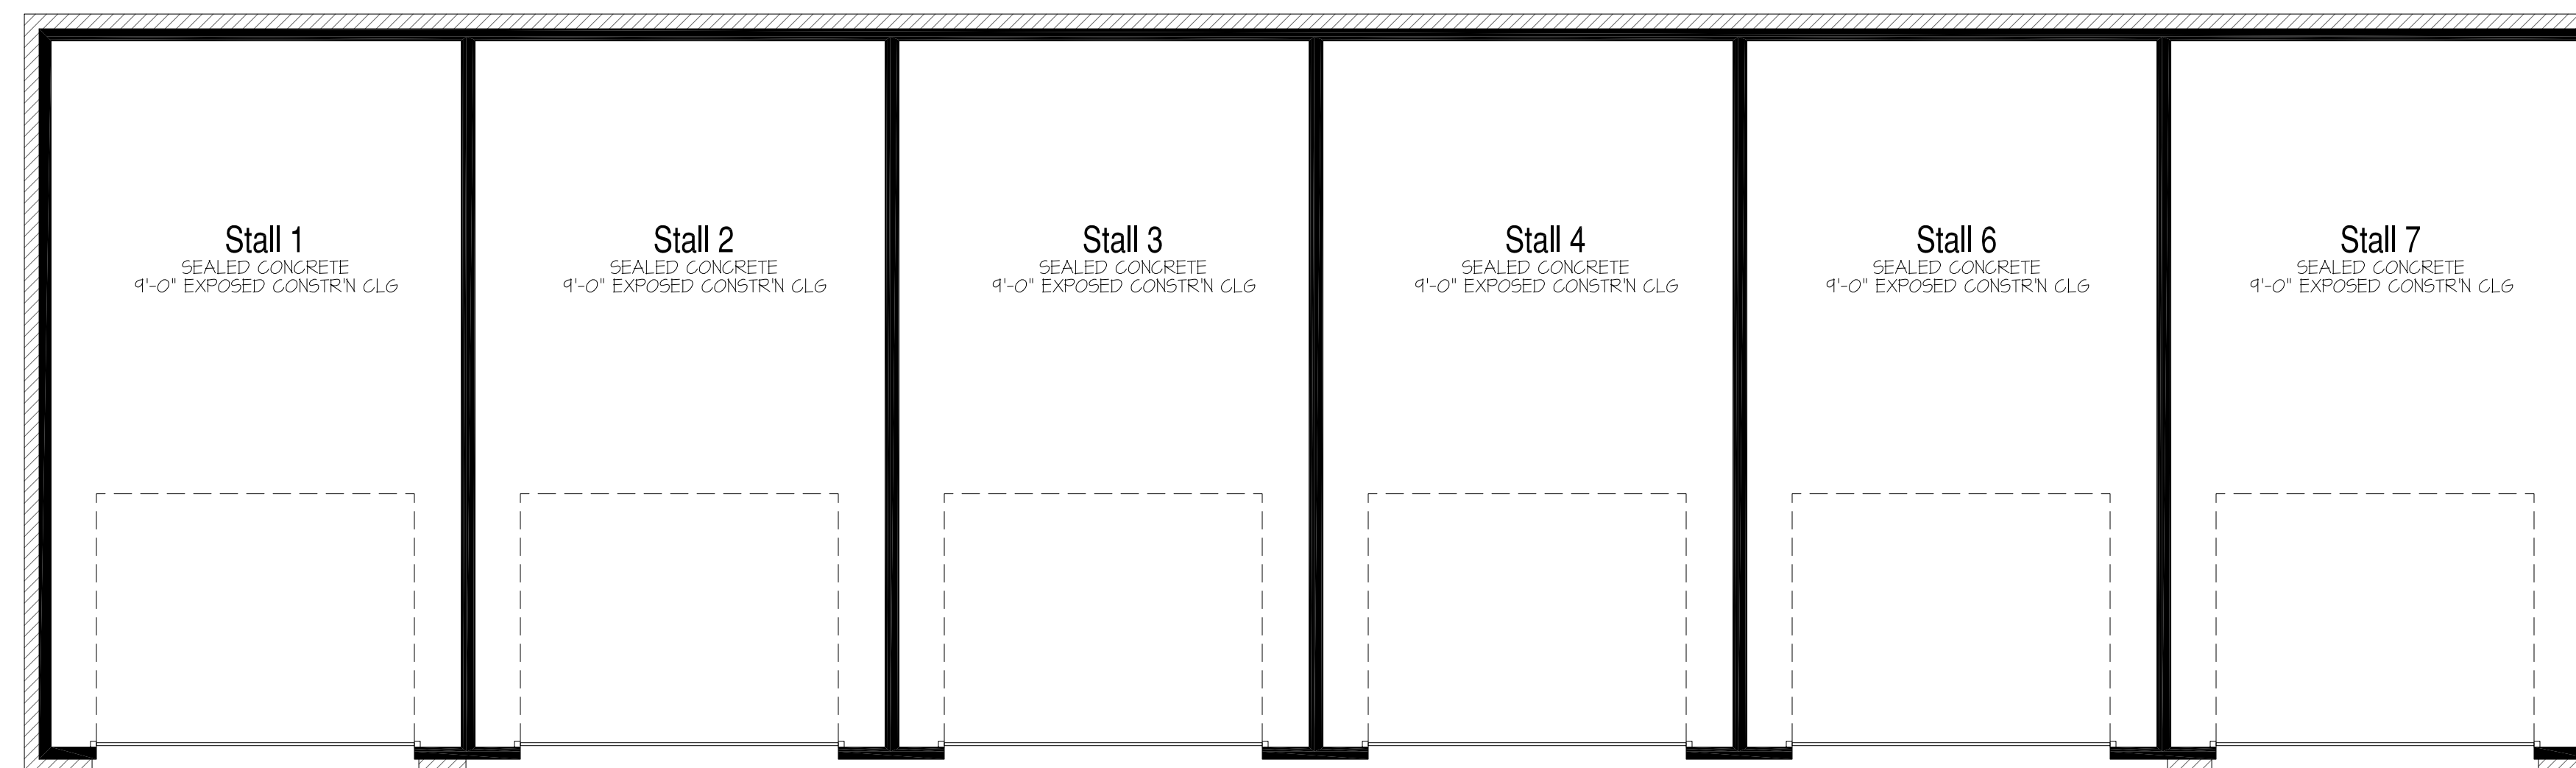 Stall 1
SEALED CONCRETE
9'-0" EXPOSED CONSTR'N CLG
Stall 2
SEALED CONCRETE
9'-0" EXPOSED CONSTR'N CLG
Stall 3
SEALED CONCRETE
9'-0" EXPOSED CONSTR'N CLG
Stall 4
SEALED CONCRETE
9'-0" EXPOSED CONSTR'N CLG
Stall 6
SEALED CONCRETE
9'-0" EXPOSED CONSTR'N CLG
Stall 7
SEALED CONCRETE
9'-0" EXPOSED CONSTR'N CLG